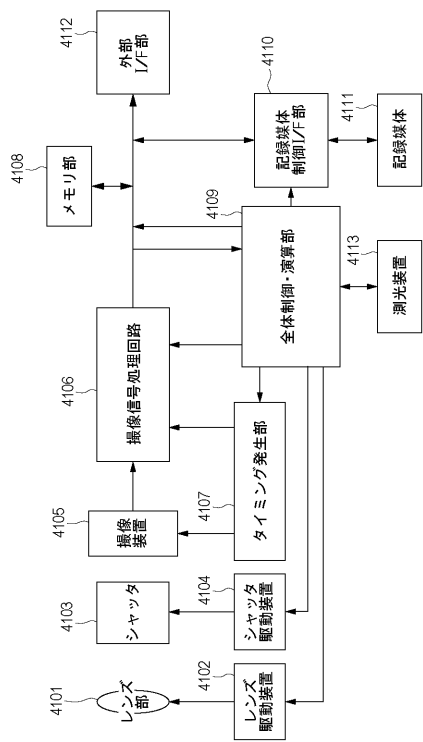 4101
レンズ
部
4102
レンズ
駆動装置
4103
シャッタ
4104
シャッタ
駆動装置
4105
撮像
装置
4106
撮像信号処理回路
4107
タイミング発生部
4108
メモリ部
4109
全体制御・演算部
4110
記録媒体
制御I/F部
4111
記録媒体
4112
外部
I/F部
4113
測光装置